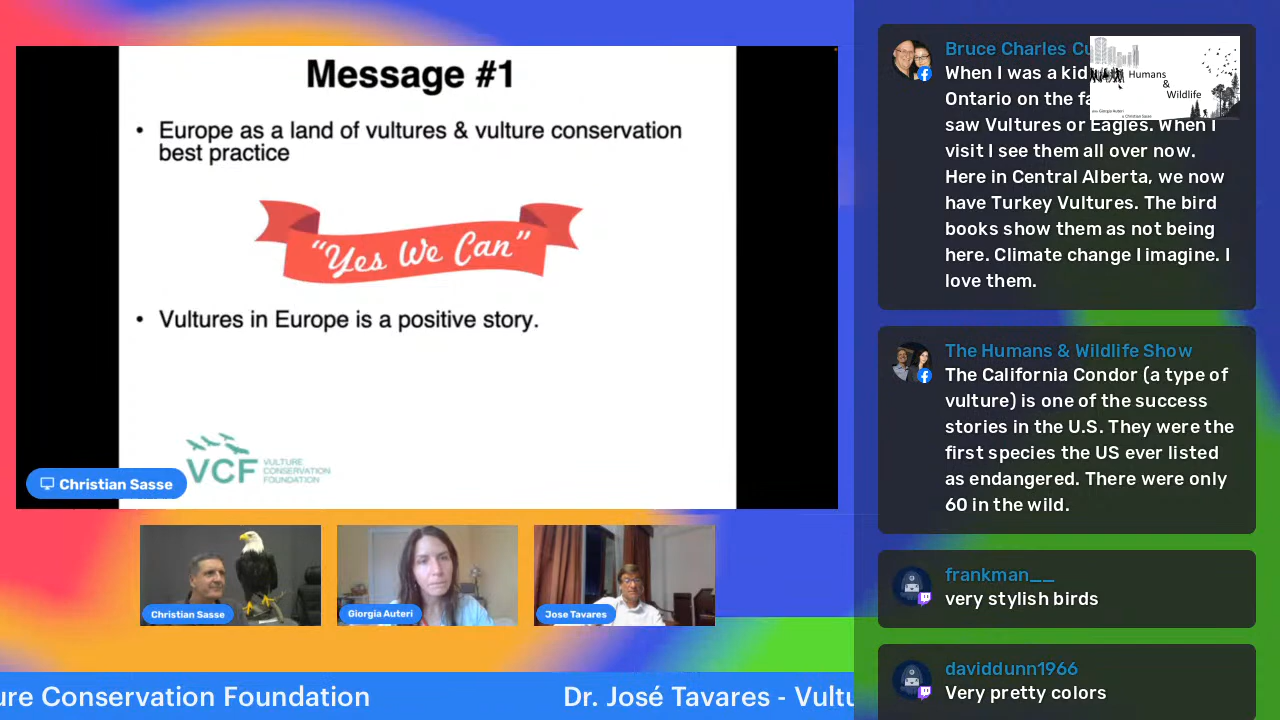 Message #1
• Europe as a land of vultures & vulture conservation
best practice
“Yes We Can”
• Vultures in Europe is a positive story.
VCF VULTURE
CONSERVATION
FOUNDATION
Christian Sasse
Christian Sasse
Giorgia Auteri
Jose Tavares
ure Conservation Foundation
Dr. José Tavares - Vultu
Bruce Charles Cu
When I was a kid
Ontario on the fa
saw Vultures or Eagles. When I
visit I see them all over now.
Here in Central Alberta, we now
have Turkey Vultures. The bird
books show them as not being
here. Climate change I imagine. I
love them.
Humans
&
Wildlife
Giorgia Auteri
& Christian Sasse
The Humans & Wildlife Show
The California Condor (a type of
vulture) is one of the success
stories in the U.S. They were the
first species the US ever listed
as endangered. There were only
60 in the wild.
frankman__
very stylish birds
daviddunn1966
Very pretty colors